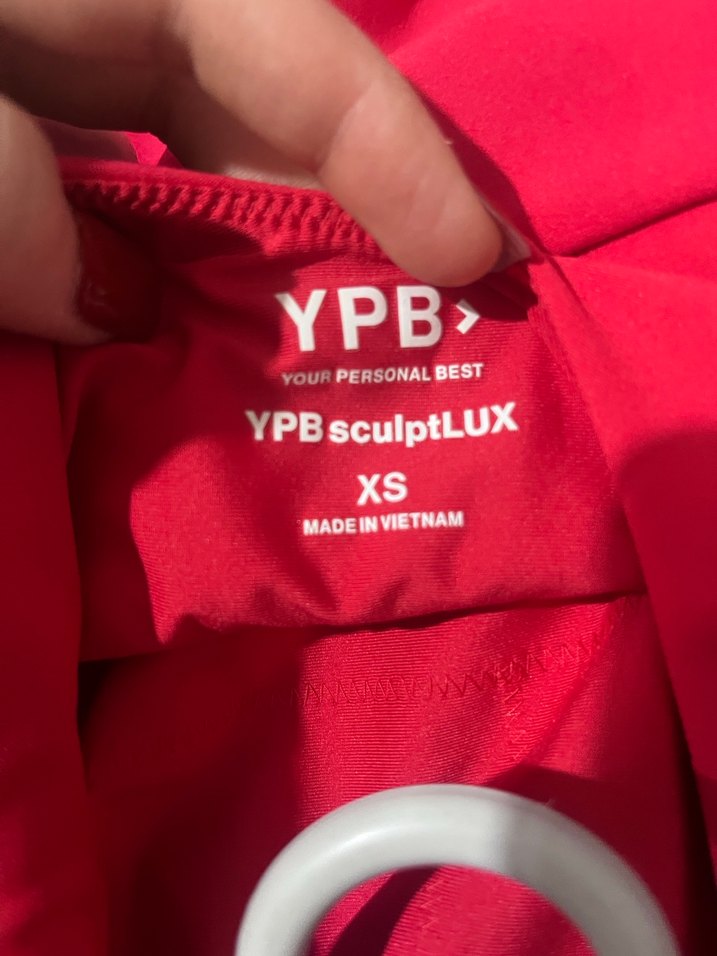 YPB>
YOUR PERSONAL BEST
YPB sculptLUX
XS
MADE IN VIETNAM